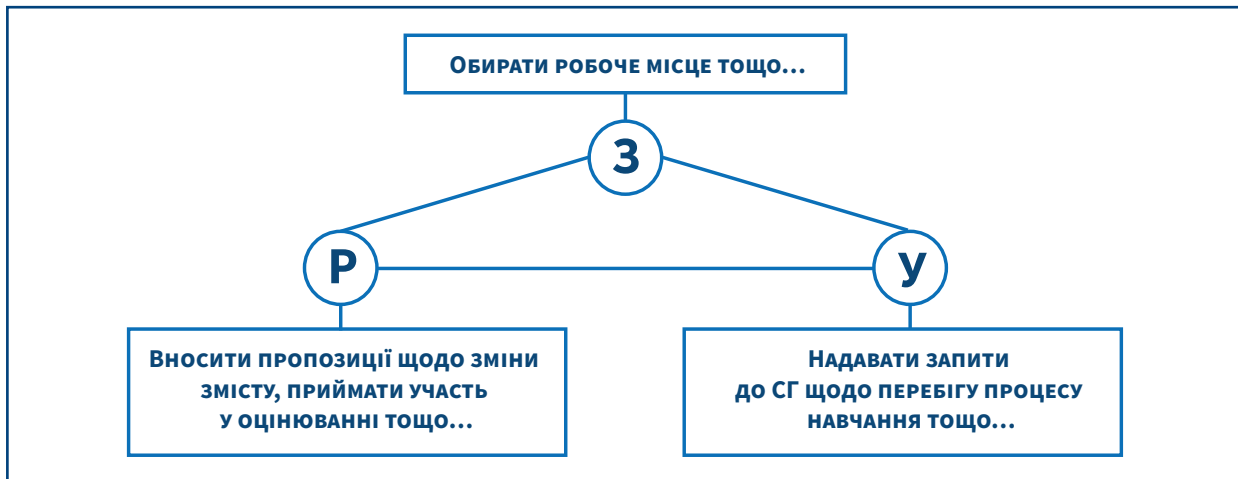 Обирати робоче місце тощо...
З
Р
У
Вносити пропозиції щодо зміни
змісту, приймати участь
у оцінюванні тощо...
Надавати запити
до СГ щодо перебігу процесу
навчання тощо...